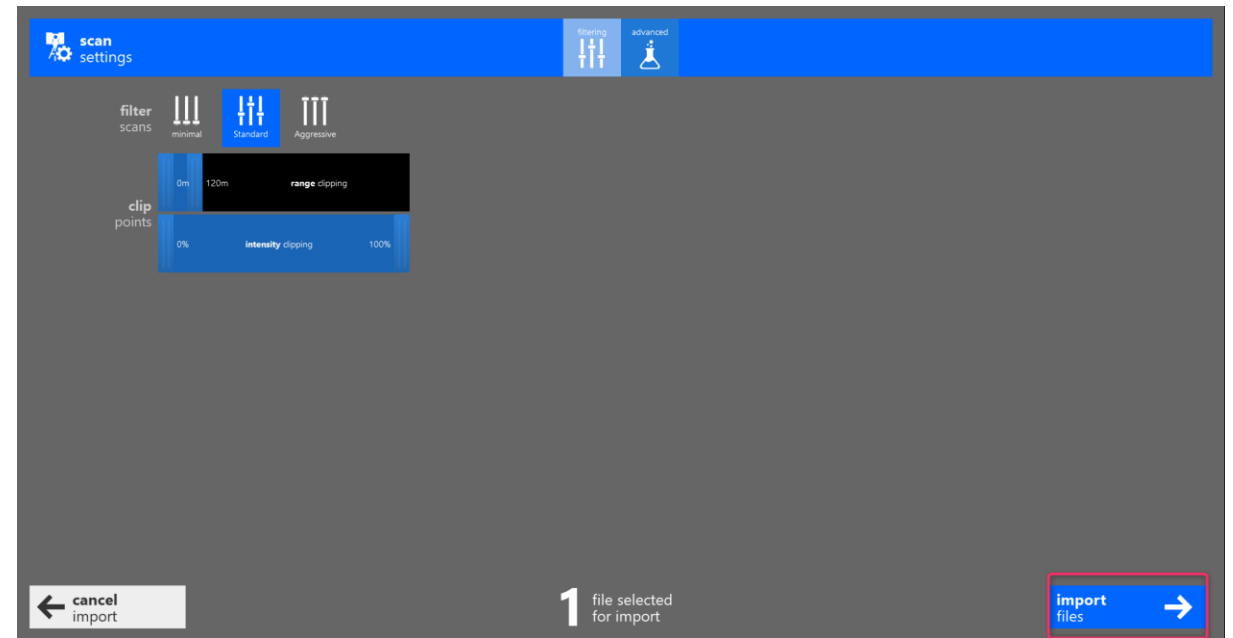 scan
settings
filtering
advanced
filter
scans
minimal
Standard
Aggressive
0m 120m range clipping
clip
points
0% intensity clipping 100%
cancel
import
1 file selected
for import
import
files